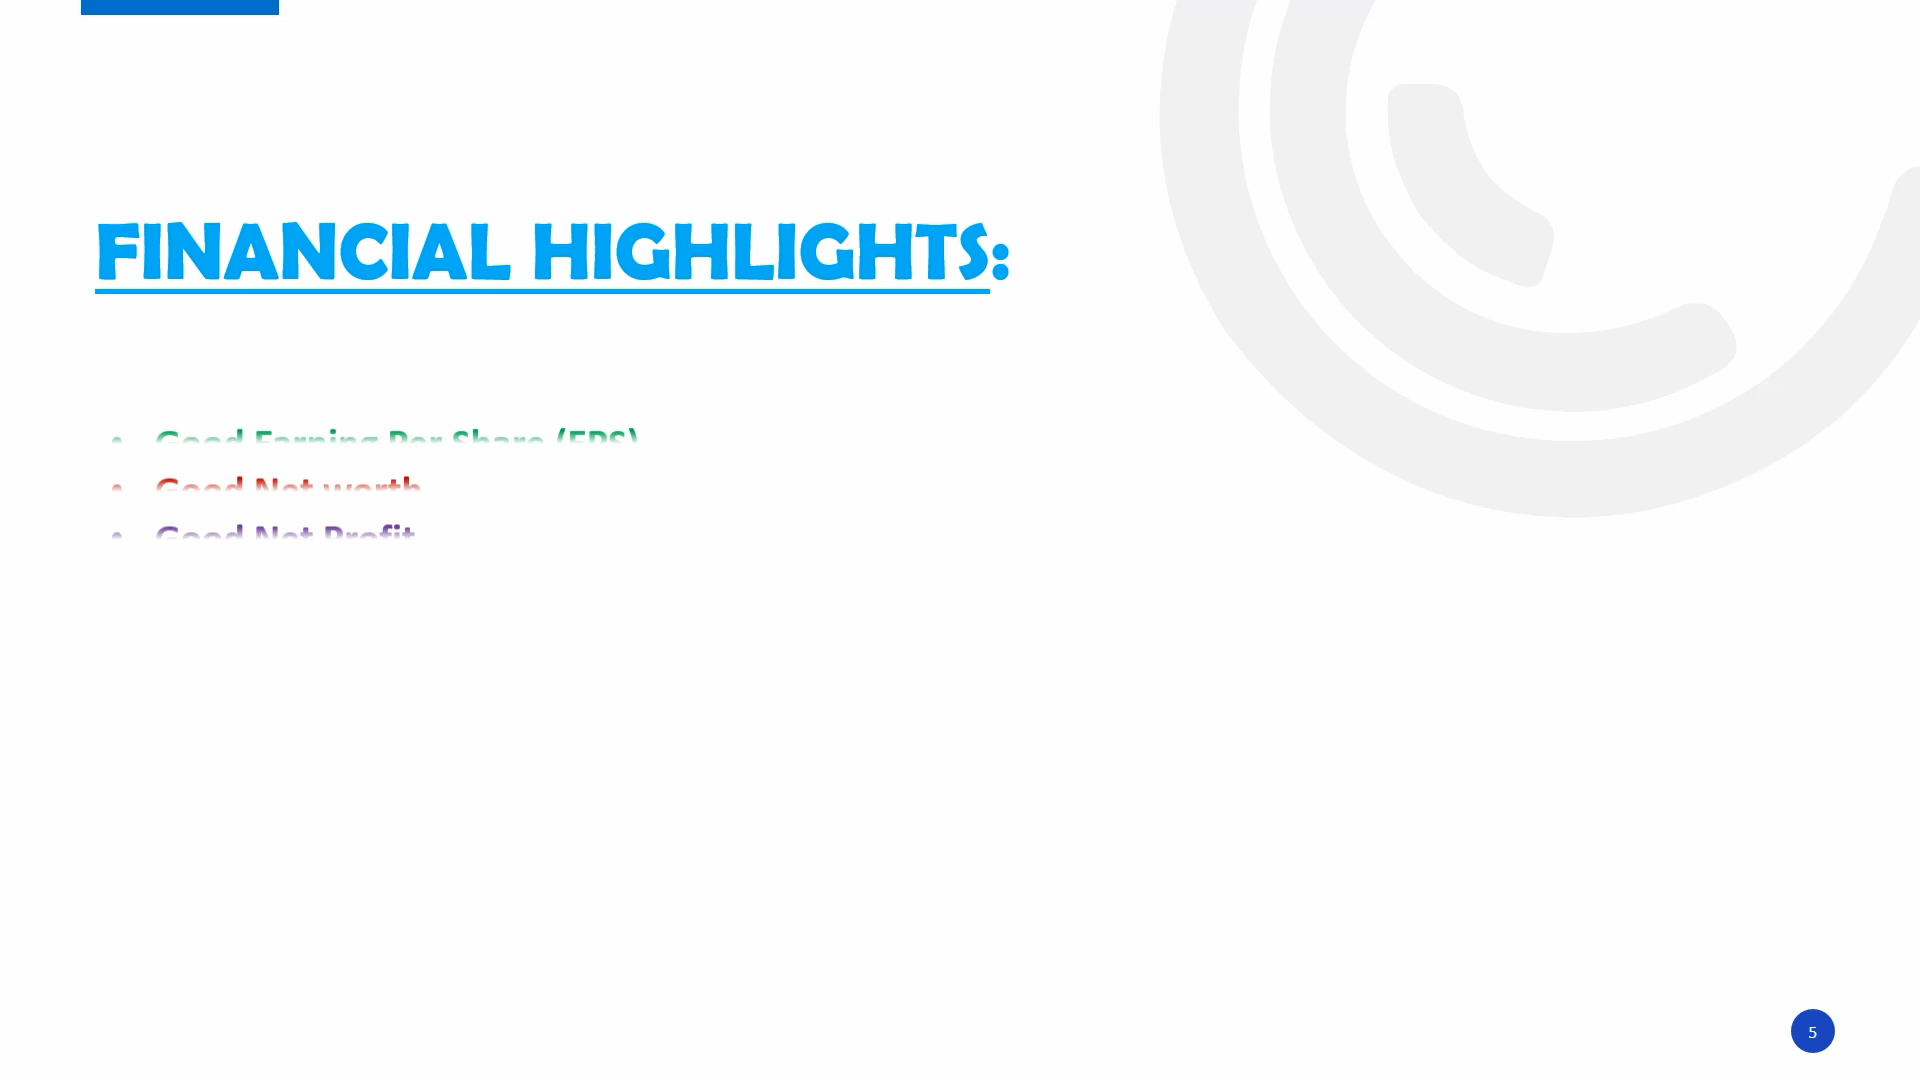 FINANCIAL HIGHLIGHTS:
• Good Earning Per Share (EPS)
• Good Net worth
• Good Net Profit
5